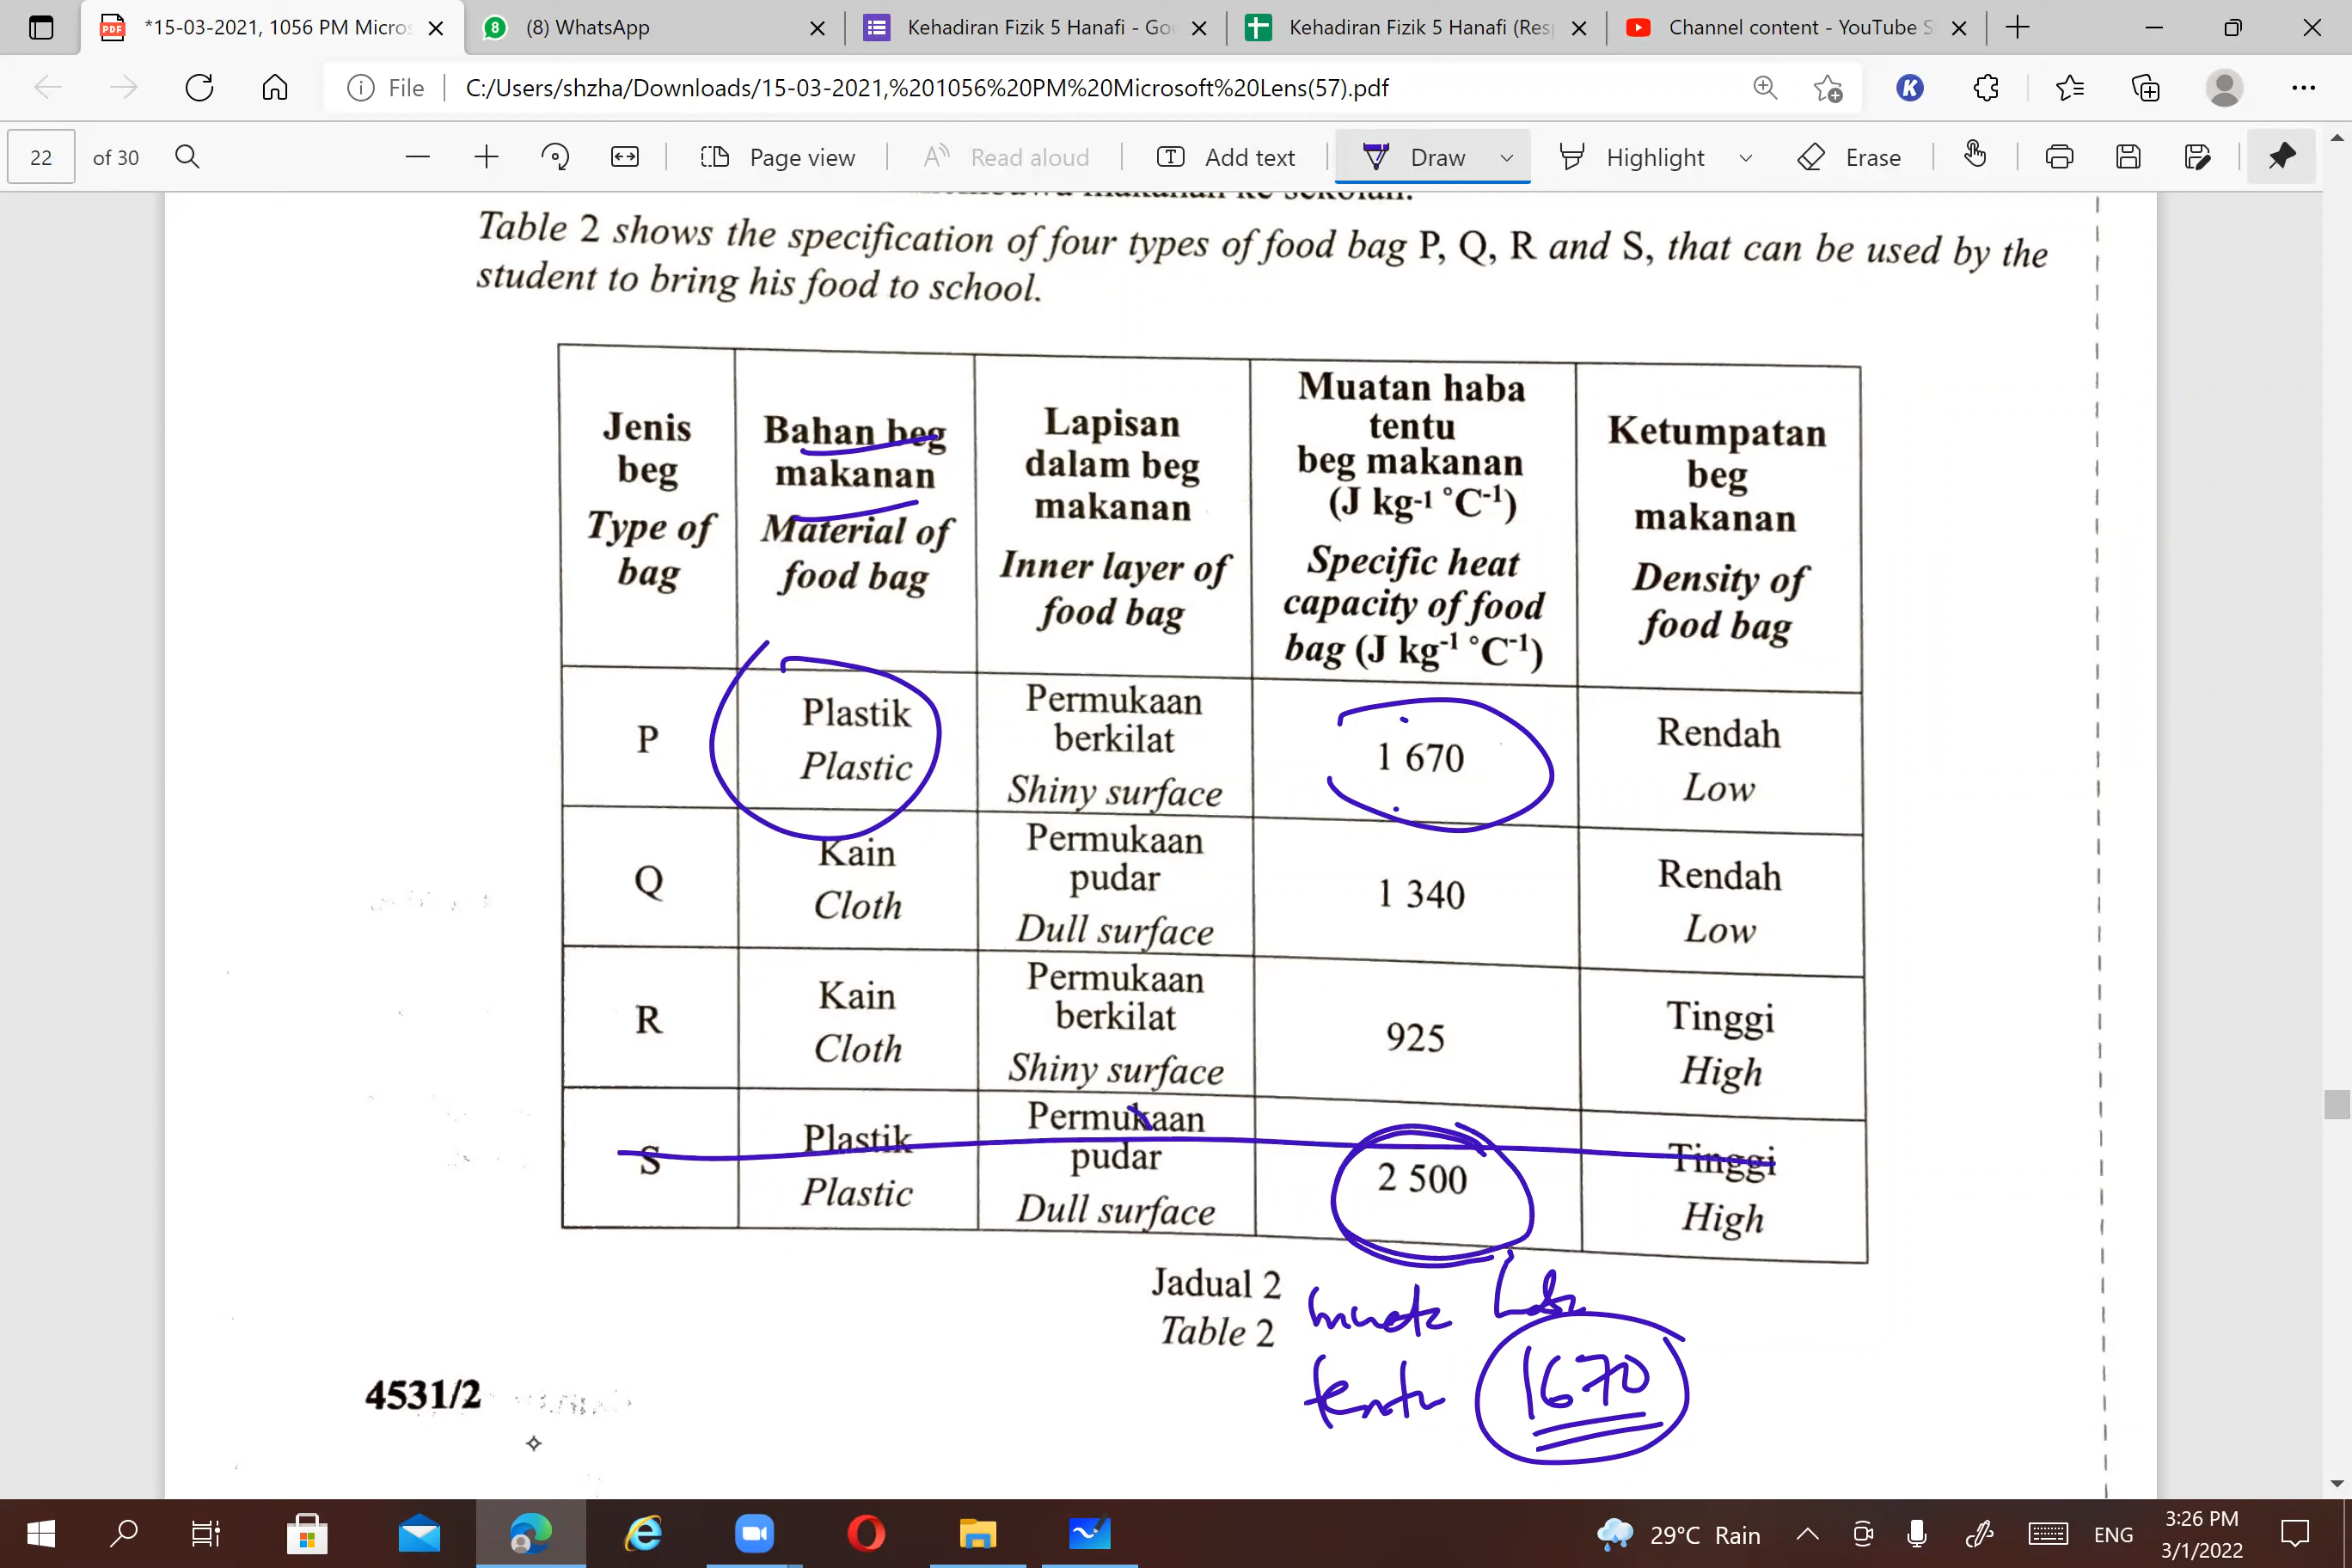 *15-03-2021, 1056 PM Micros
(8) WhatsApp
Kehadiran Fizik 5 Hanafi - Goo
Kehadiran Fizik 5 Hanafi (Resp
Channel content - YouTube S
File
C:/Users/shzha/Downloads/15-03-2021,%201056%20PM%20Microsoft%20Lens(57).pdf
22 of 30
Page view
Read aloud
Add text
Draw
Highlight
Erase
makanan ke sekolah.
Table 2 shows the specification of four types of food bag P, Q, R and S, that can be used by the
student to bring his food to school.
Jenis
beg
Type of
bag
Bahan beg
makanan
Material of
food bag
Lapisan
dalam beg
makanan
Inner layer of
food bag
Muatan haba
tentu
beg makanan
(J kg-1 °C-1)
Specific heat
capacity of food
bag (J kg-1 °C-1)
Ketumpatan
beg
makanan
Density of
food bag
P
Plastik
Plastic
Permukaan
berkilat
Shiny surface
1 670
Rendah
Low
Q
Kain
Cloth
Permukaan
pudar
Dull surface
1 340
Rendah
Low
R
Kain
Cloth
Permukaan
berkilat
Shiny surface
925
Tinggi
High
S
Plastik
Plastic
Permukaan
pudar
Dull surface
2 500
Tinggi
High
Jadual 2
Table 2
1670
4531/2
29°C Rain
ENG
3:26 PM
3/1/2022